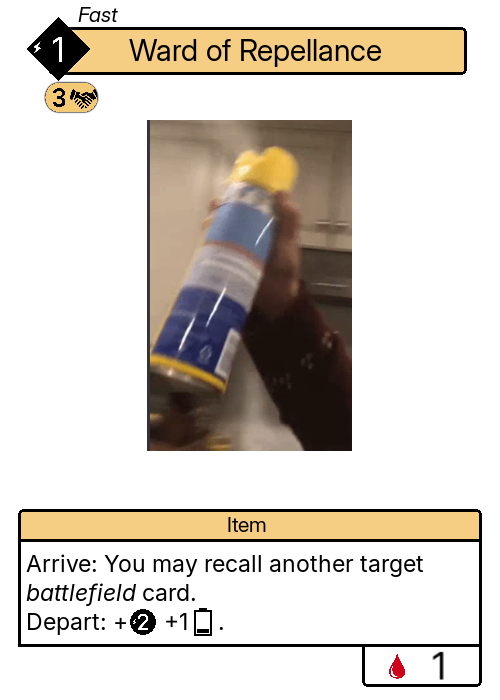 Fast
1
Ward of Repellance
3
Item
Arrive: You may recall another target
battlefield card.
Depart: +2 +1 .
1